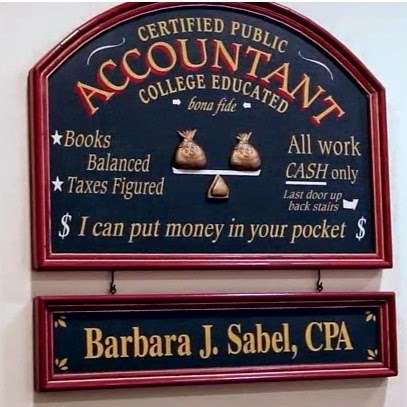 CERTIFIED PUBLIC
ACCOUNTANT
COLLEGE EDUCATED
bona fide
Books
Balanced
Taxes Figured
All work
CASH only
Last door up
back stairs
$ I can put money in your pocket $
Barbara J. Sabel, CPA